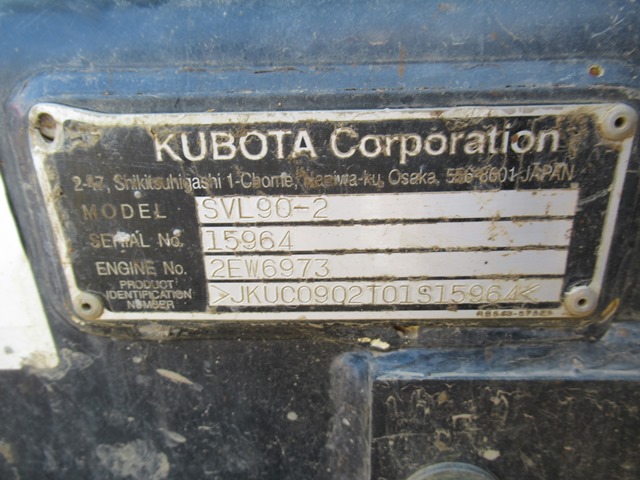 KUBOTA Corporation
2-47, Shikitsuhigashi 1-Chome, Naniwa-ku, Osaka, 556-8601 JAPAN
MODEL SVL90-2
SERIAL No. 15964
ENGINE No. 2EW6973
PRODUCT IDENTIFICATION NUMBER >JKUC0902T01S15964<